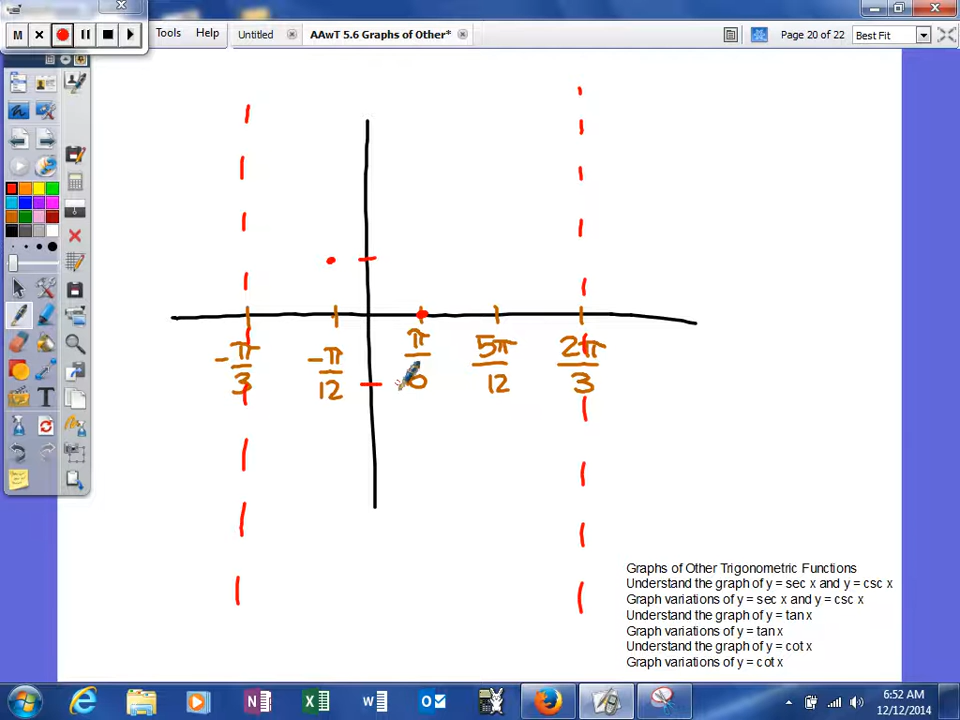 M
Tools Help Untitled AAwT 5.6 Graphs of Other* Page 20 of 22 Best Fit
-π/3 -π/12 π/6 5π/12 2π/3
Graphs of Other Trigonometric Functions
Understand the graph of y = sec x and y = csc x
Graph variations of y = sec x and y = csc x
Understand the graph of y = tan x
Graph variations of y = tan x
Understand the graph of y = cot x
Graph variations of y = cot x
6:52 AM
12/12/2014